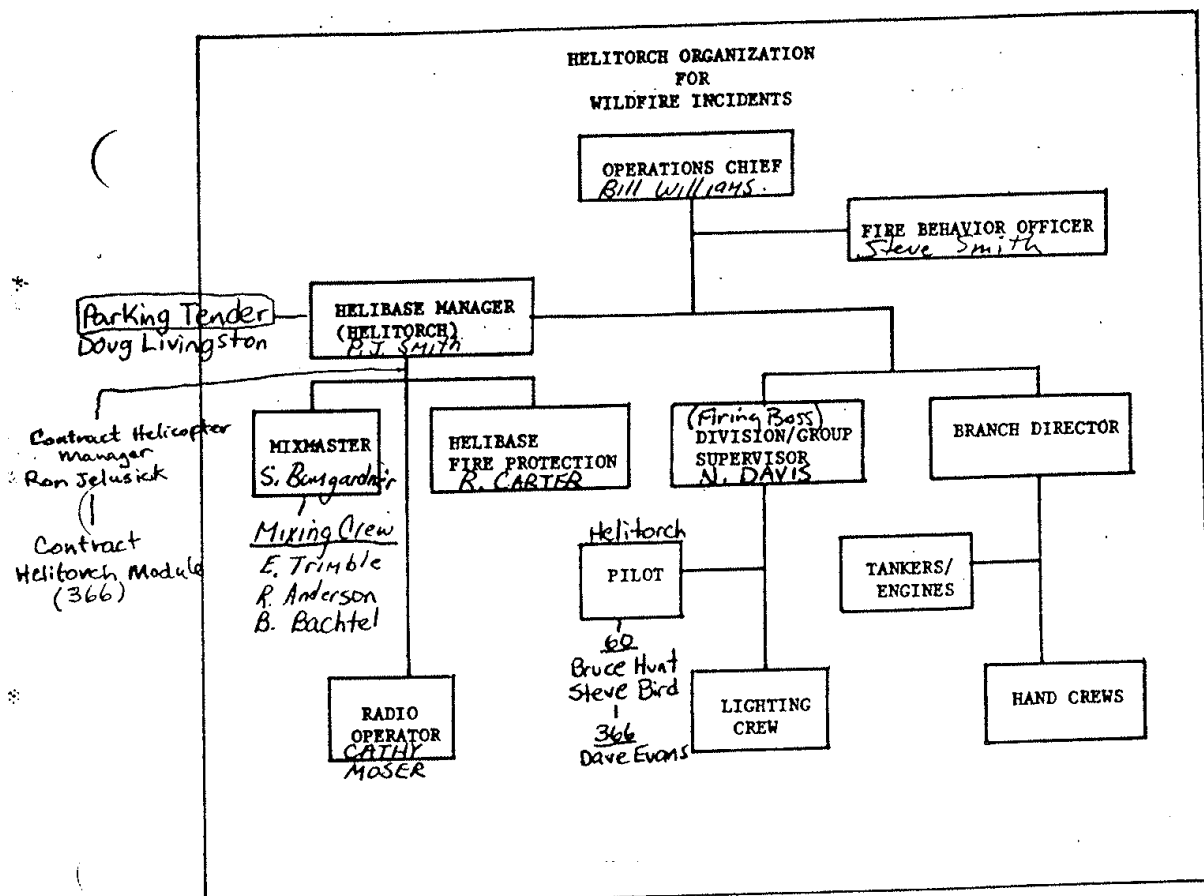 HELITORCH ORGANIZATION
FOR
WILDFIRE INCIDENTS
OPERATIONS CHIEF
Bill Williams.
FIRE BEHAVIOR OFFICER
Steve Smith
Parking Tender
Doug Livingston
HELIBASE MANAGER
(HELITORCH)
P.J. Smith
Contract Helicopter
Manager
Ron Jelusick
Contract
Helitorch Module
(366)
MIXMASTER
S. Bumgardner
Mixing Crew
E. Trimble
R. Anderson
B. Bachtel
HELIBASE
FIRE PROTECTION
R. CARTER
(Firing Boss)
DIVISION/GROUP
SUPERVISOR
N. DAVIS
BRANCH DIRECTOR
Helitorch
PILOT
60
Bruce Hunt
Steve Bird
366
Dave Evans
TANKERS/
ENGINES
RADIO
OPERATOR
CATHY
MOSER
LIGHTING
CREW
HAND CREWS